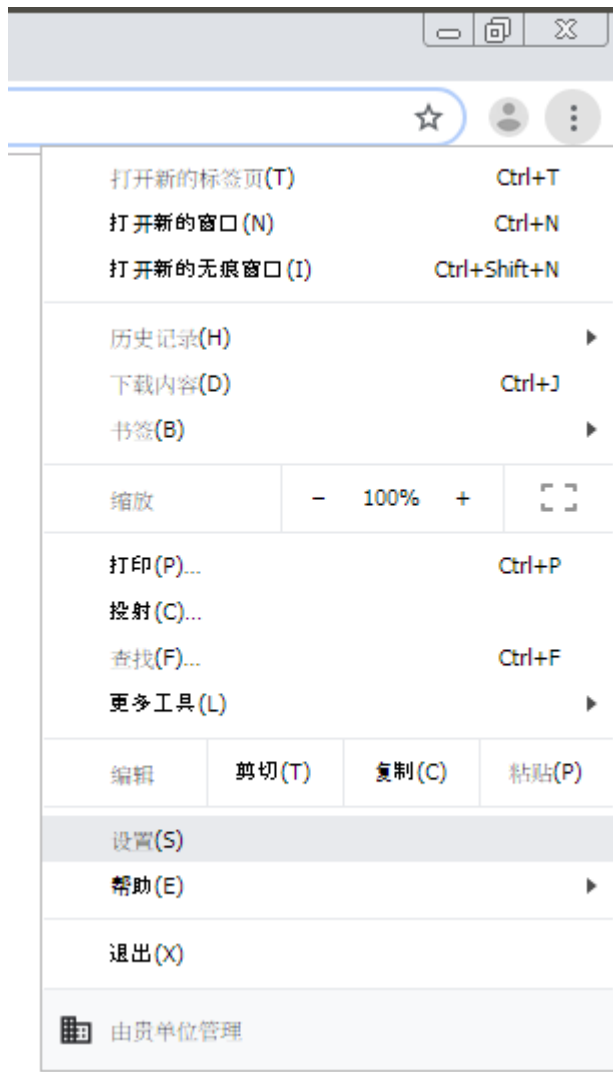 打开新的标签页(T) Ctrl+T
打开新的窗口(N) Ctrl+N
打开新的无痕窗口(I) Ctrl+Shift+N
历史记录(H)
下载内容(D) Ctrl+J
书签(B)
缩放 - 100% +
打印(P)... Ctrl+P
投射(C)...
查找(F)... Ctrl+F
更多工具(L)
编辑 剪切(T) 复制(C) 粘贴(P)
设置(S)
帮助(E)
退出(X)
由贵单位管理